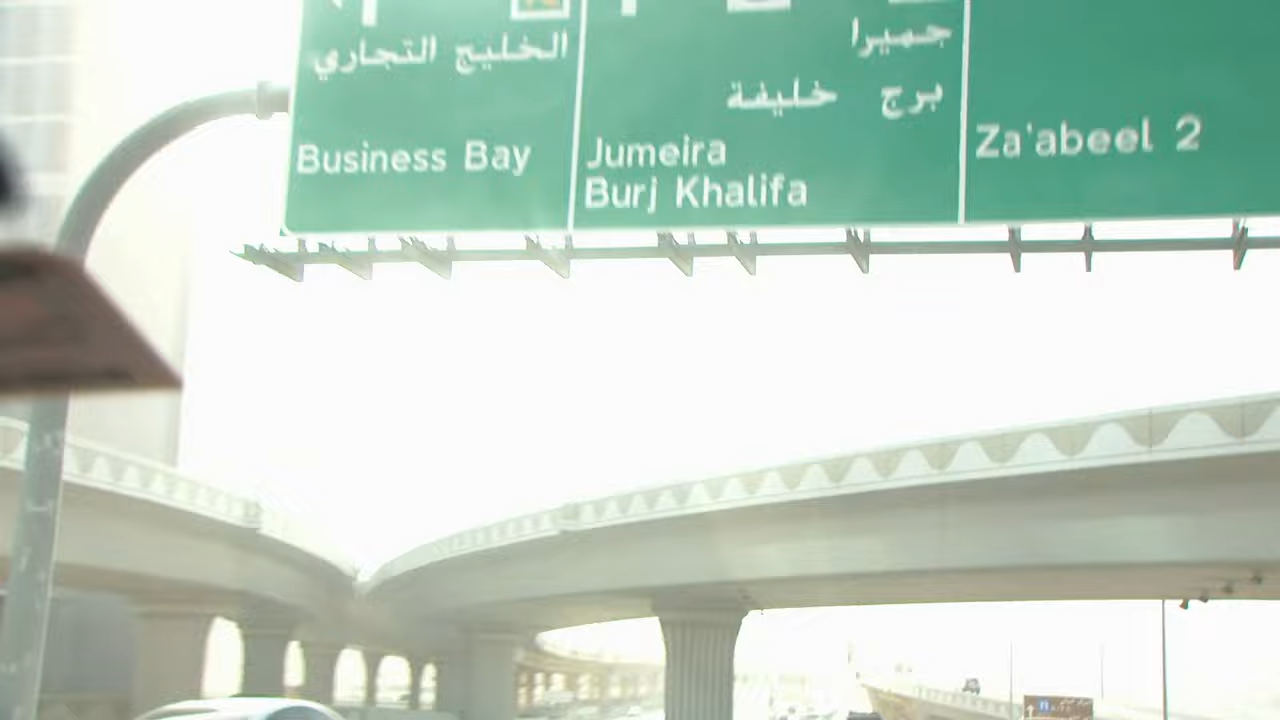 الخليج التجاري
Business Bay
جميرا
برج خليفة
Jumeira
Burj Khalifa
Za'abeel 2